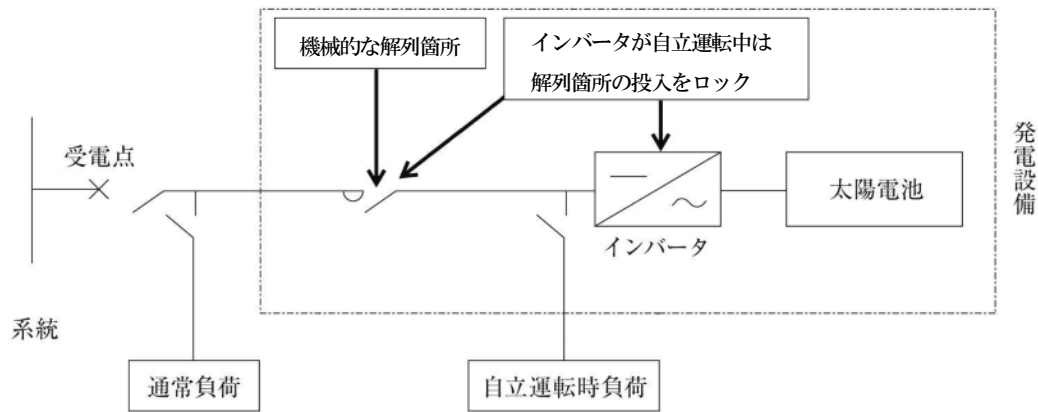 機械的な解列箇所
インバータが自立運転中は
解列箇所の投入をロック
発電設備
受電点
太陽電池
インバータ
系統
通常負荷
自立運転時負荷